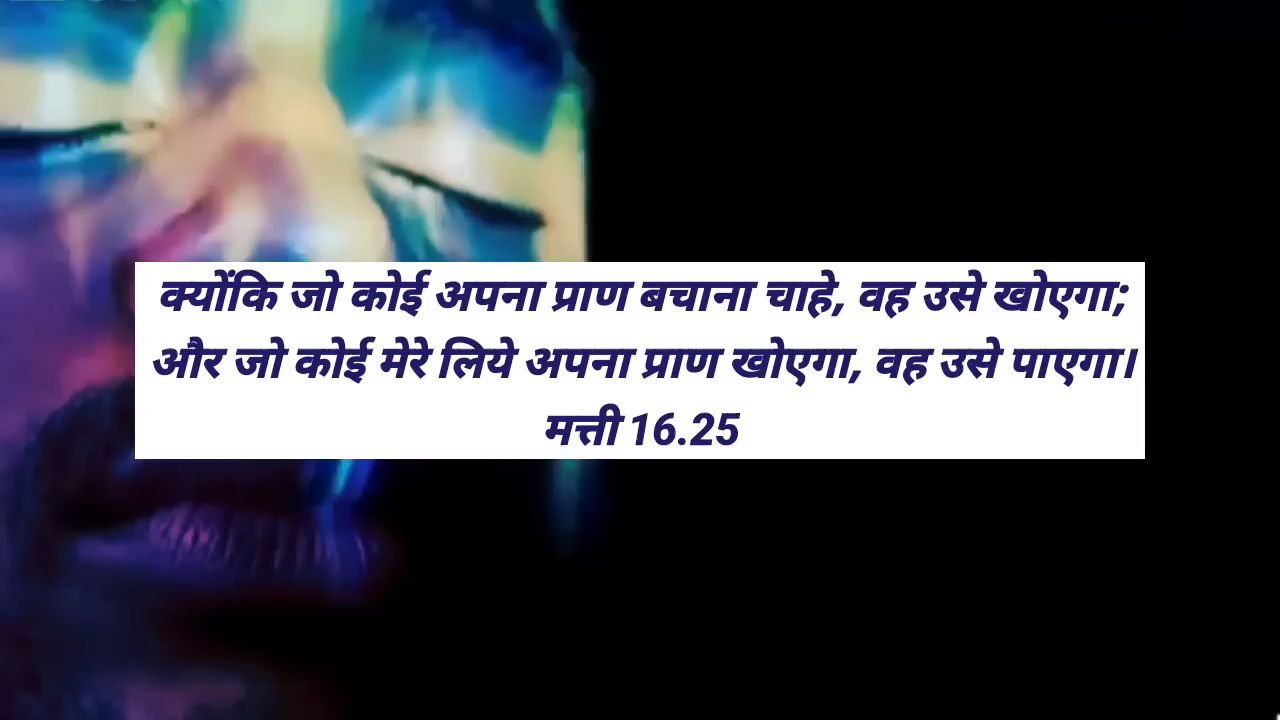 क्योंकि जो कोई अपना प्राण बचाना चाहे, वह उसे खोएगा;
और जो कोई मेरे लिये अपना प्राण खोएगा, वह उसे पाएगा।
मत्ती 16.25